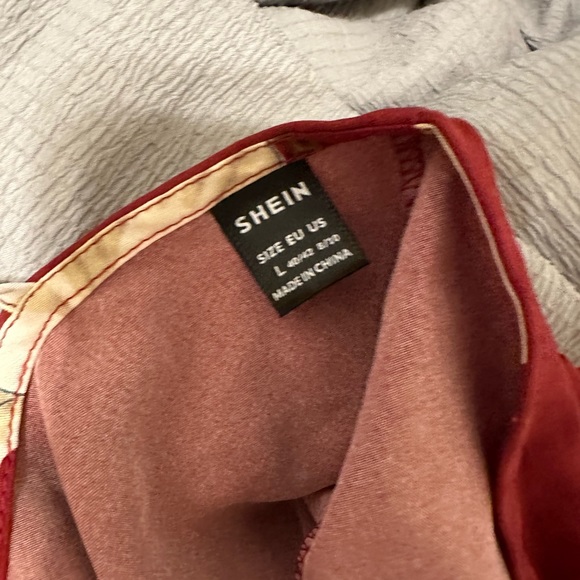 SHEIN
SIZE EU US
L 40/42 8/10
MADE IN CHINA